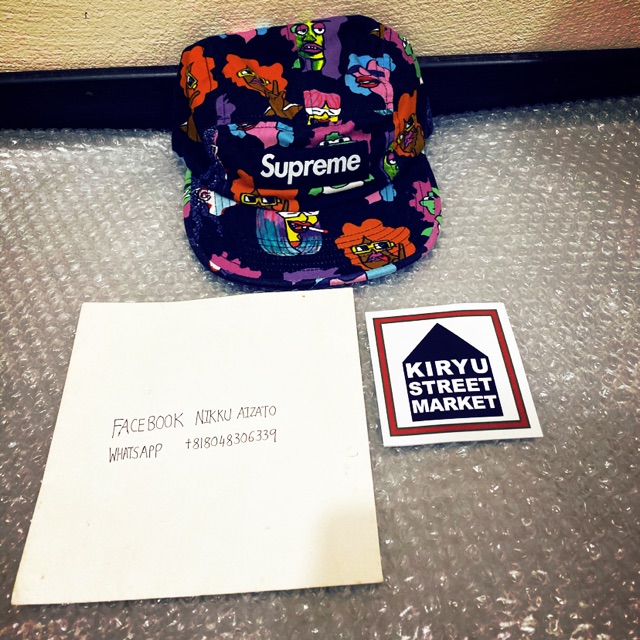 Supreme
FACEBOOK NIKKU AIZATO
WHATSAPP +818048306339
KIRYU
STREET
MARKET